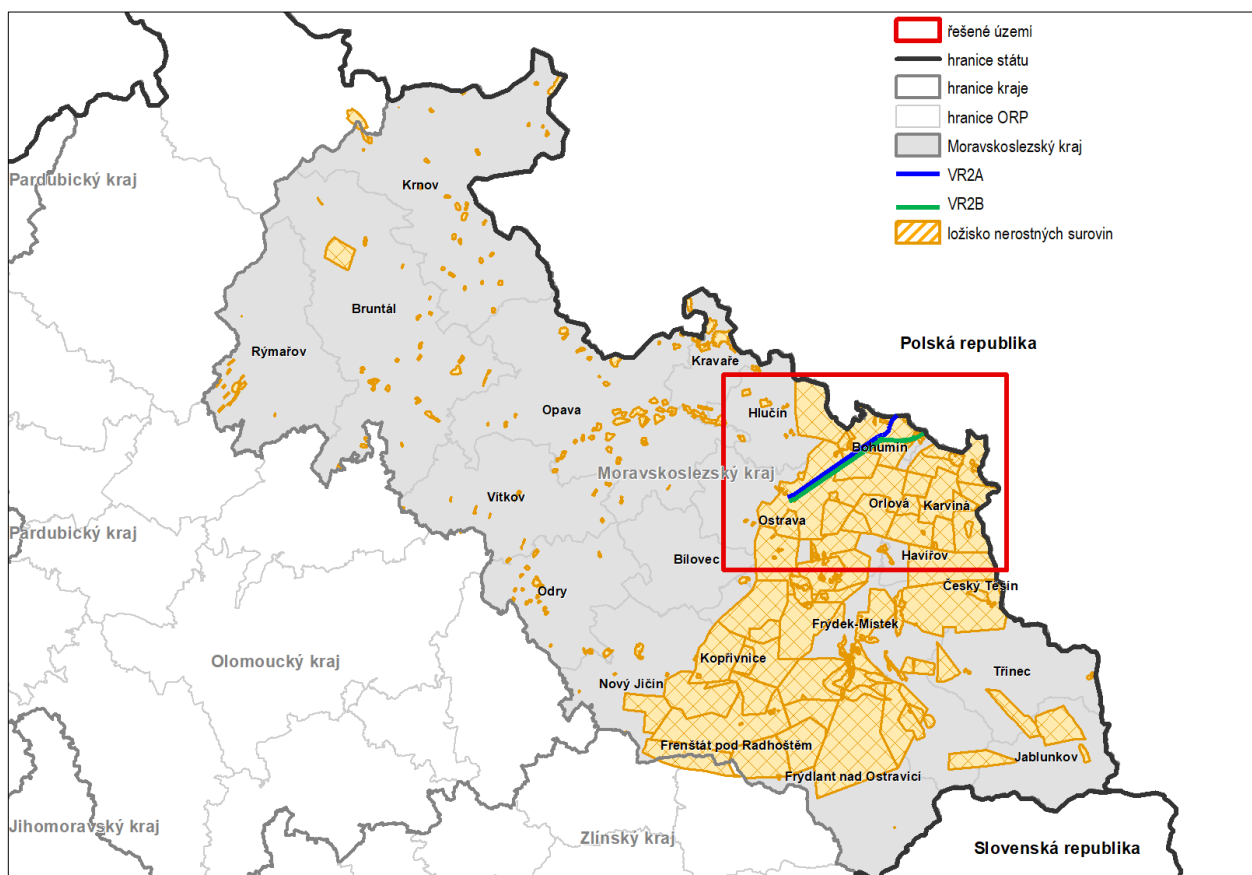 řešené území
hranice státu
hranice kraje
hranice ORP
Moravskoslezský kraj
VR2A
VR2B
ložisko nerostných surovin
Pardubický kraj
Krnov
Bruntál
Rýmařov
Polská republika
Kravaře
Opava
Hlučín
Bohumín
Moravskoslezský kraj
Vítkov
Orlová
Karviná
Ostrava
Pardubický kraj
Bílovec
Havířov
Odry
Český Těšín
Frýdek-Místek
Olomoucký kraj
Kopřivnice
Třinec
Nový Jičín
Frenštát pod Radhoštěm
Jablunkov
Frýdlant nad Ostravicí
Jihomoravský kraj
Zlínský kraj
Slovenská republika